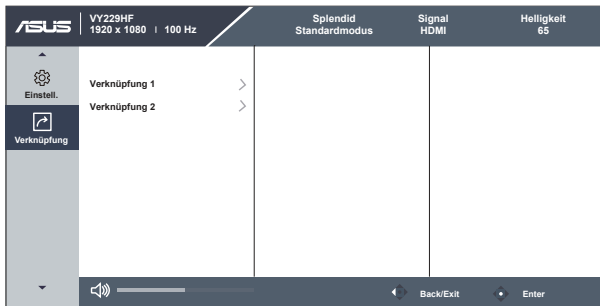 ASUS
VY229HF
1920 x 1080 | 100 Hz
Splendid
Standardmodus
Signal
HDMI
Helligkeit
65
Einstell.
Verknüpfung
Verknüpfung 1
Verknüpfung 2
Back/Exit
Enter